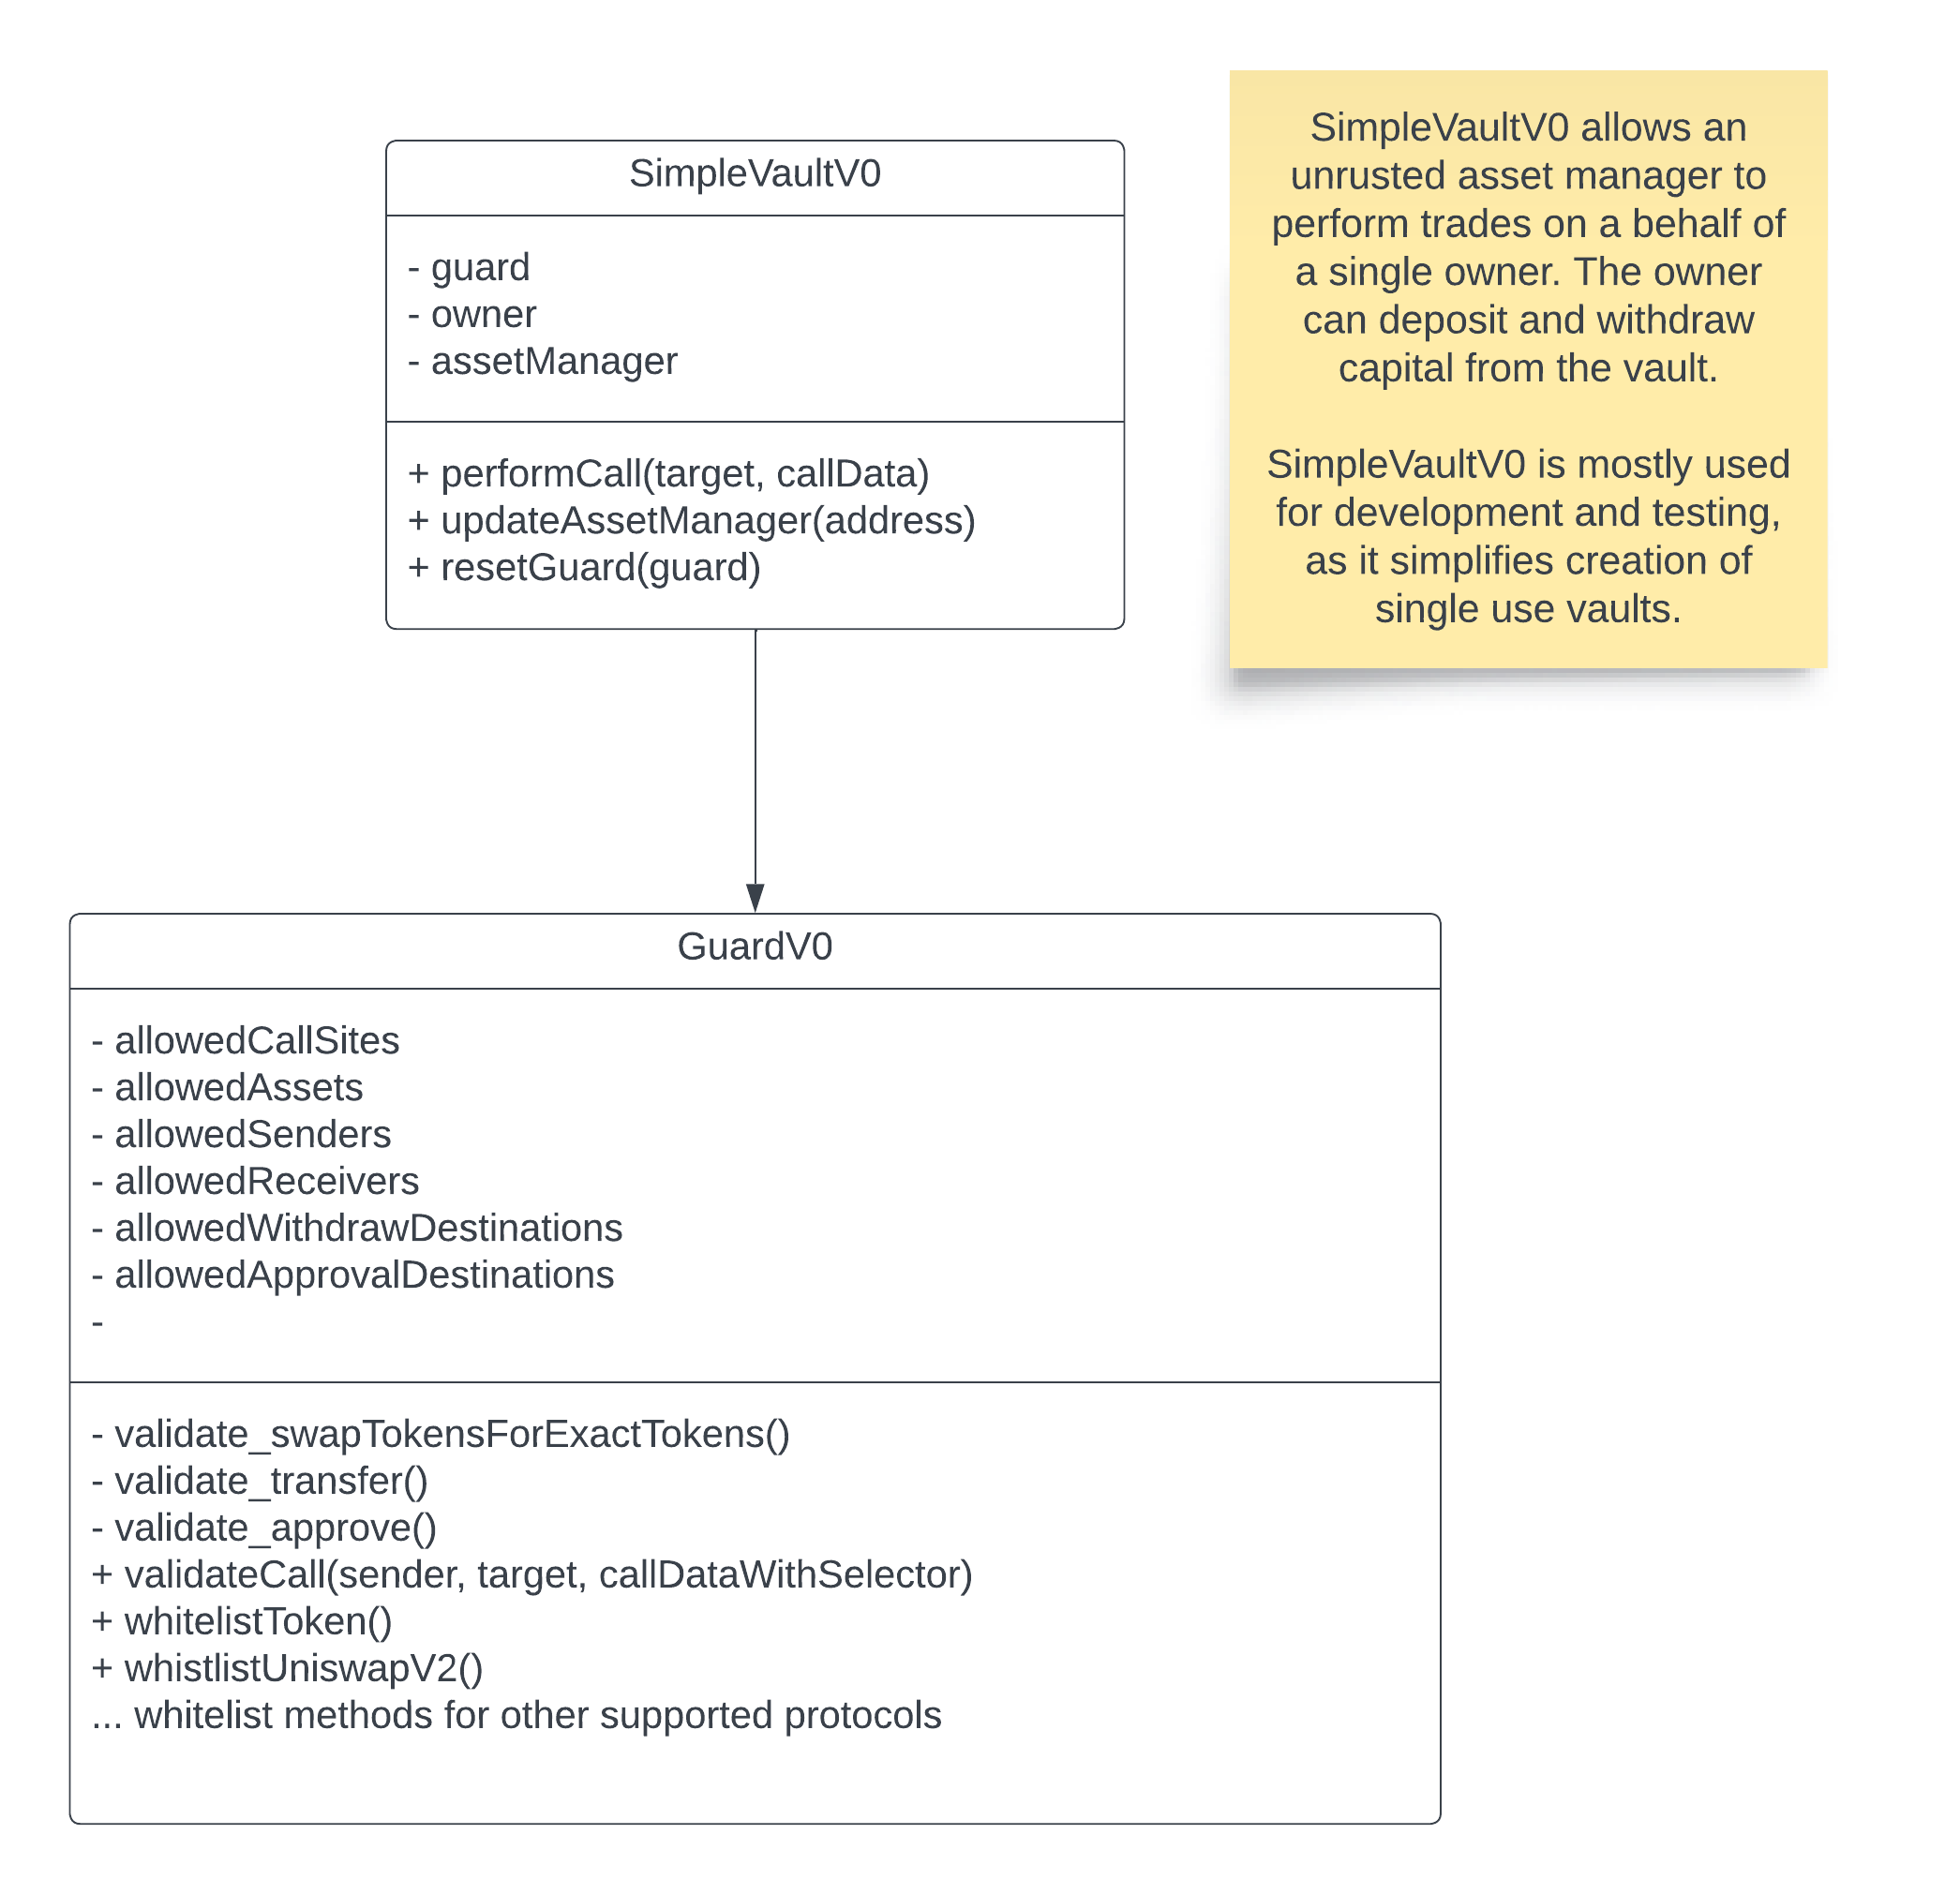 SimpleVaultV0
- guard
- owner
- assetManager
+ performCall(target, callData)
+ updateAssetManager(address)
+ resetGuard(guard)
SimpleVaultV0 allows an
unrusted asset manager to
perform trades on a behalf of
a single owner. The owner
can deposit and withdraw
capital from the vault.
SimpleVaultV0 is mostly used
for development and testing,
as it simplifies creation of
single use vaults.
GuardV0
- allowedCallSites
- allowedAssets
- allowedSenders
- allowedReceivers
- allowedWithdrawDestinations
- allowedApprovalDestinations
-
- validate_swapTokensForExactTokens()
- validate_transfer()
- validate_approve()
+ validateCall(sender, target, callDataWithSelector)
+ whitelistToken()
+ whistlistUniswapV2()
... whitelist methods for other supported protocols